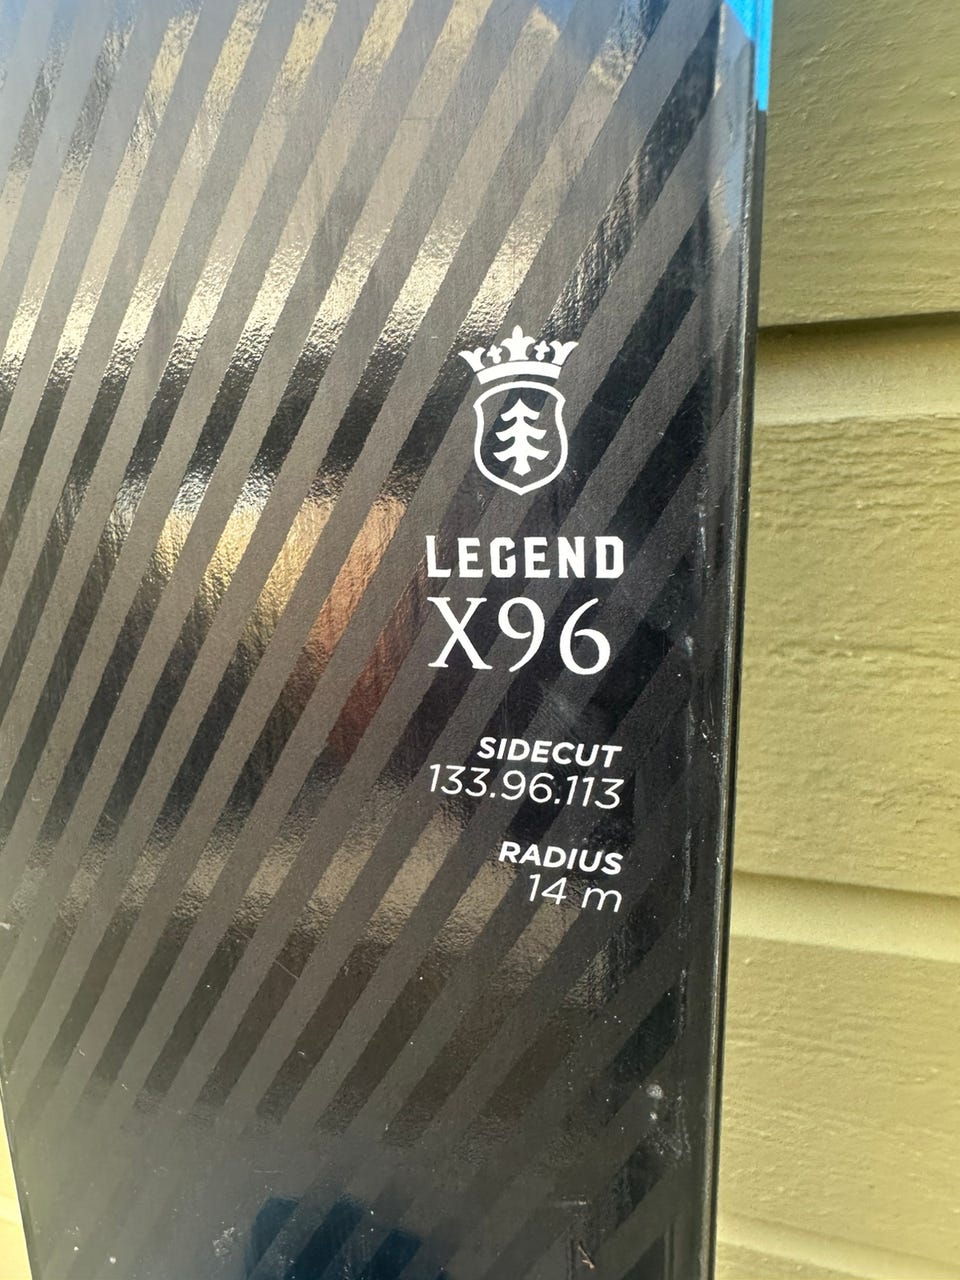 LEGEND
X96
SIDECUT
133.96.113
RADIUS
14 m